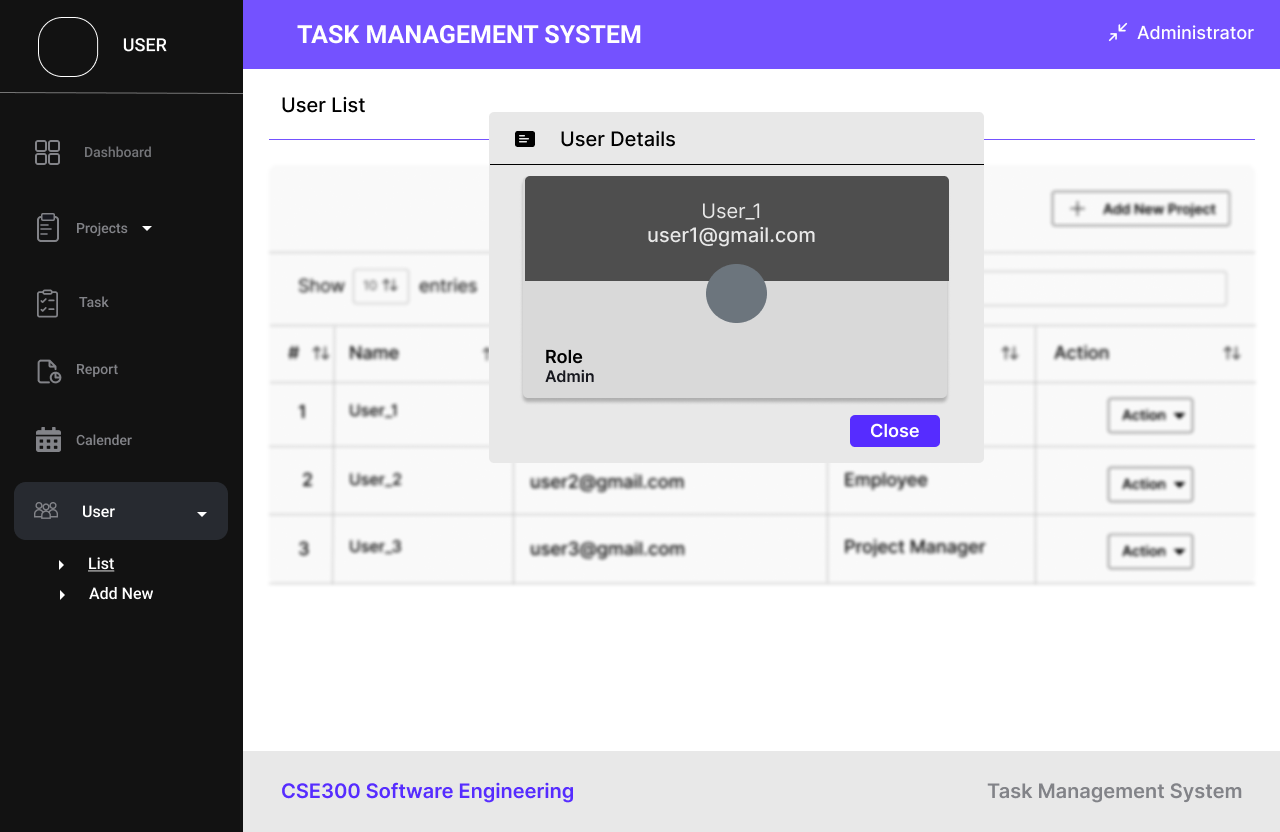 USER
TASK MANAGEMENT SYSTEM
Administrator
Dashboard
Projects
Task
Report
Calender
User
List
Add New
User List
User Details
User_1
user1@gmail.com
Role
Admin
Close
Add New Project
Show 10 entries
# Name Action
1 User_1 Action
2 User_2 user2@gmail.com Employee Action
3 User_3 user3@gmail.com Project Manager Action
CSE300 Software Engineering
Task Management System